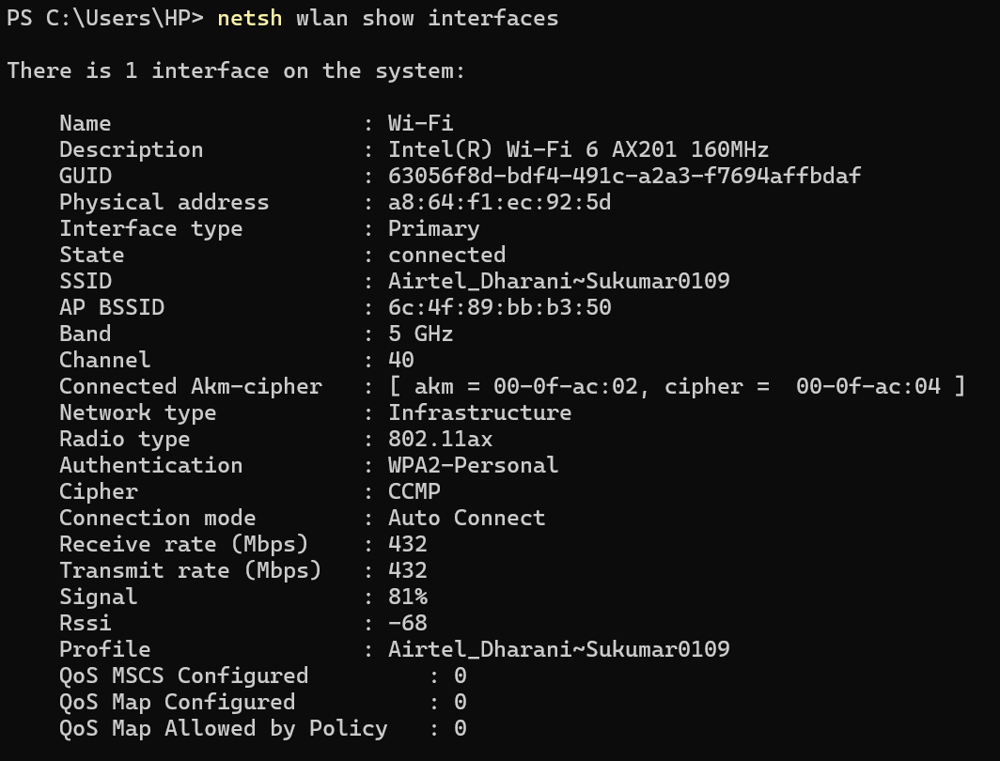 PS C:\Users\HP> netsh wlan show interfaces
There is 1 interface on the system:
Name : Wi-Fi
Description : Intel(R) Wi-Fi 6 AX201 160MHz
GUID : 63056f8d-bdf4-491c-a2a3-f7694affbdaf
Physical address : a8:64:f1:ec:92:5d
Interface type : Primary
State : connected
SSID : Airtel_Dharani~Sukumar0109
AP BSSID : 6c:4f:89:bb:b3:50
Band : 5 GHz
Channel : 40
Connected Akm-cipher : [ akm = 00-0f-ac:02, cipher = 00-0f-ac:04 ]
Network type : Infrastructure
Radio type : 802.11ax
Authentication : WPA2-Personal
Cipher : CCMP
Connection mode : Auto Connect
Receive rate (Mbps) : 432
Transmit rate (Mbps) : 432
Signal : 81%
Rssi : -68
Profile : Airtel_Dharani~Sukumar0109
QoS MSCS Configured : 0
QoS Map Configured : 0
QoS Map Allowed by Policy : 0